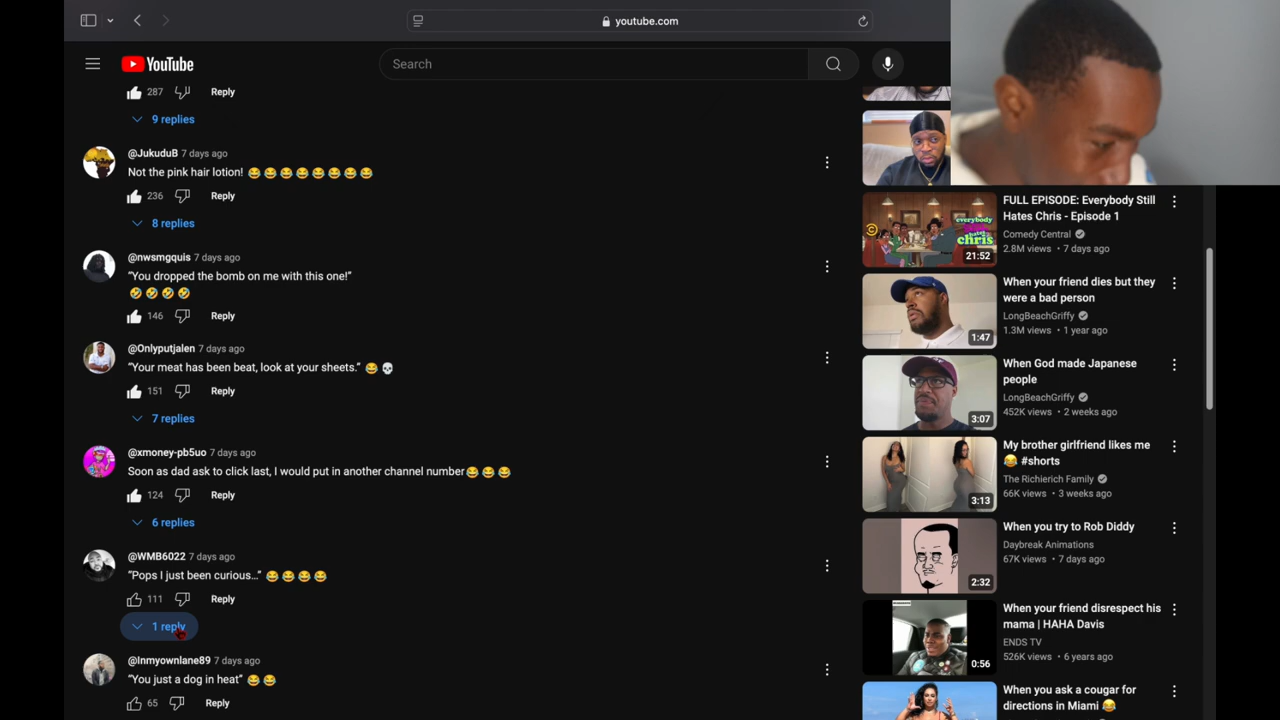 youtube.com
YouTube
Search
287
Reply
9 replies
@JukuduB 7 days ago
Not the pink hair lotion! 😂😂😂😂😂😂😂😂
236
Reply
8 replies
@nwsmgquis 7 days ago
“You dropped the bomb on me with this one!”
🤣🤣🤣🤣
146
Reply
@Onlyputjalen 7 days ago
“Your meat has been beat, look at your sheets.” 😂💀
151
Reply
7 replies
@xmoney-pb5uo 7 days ago
Soon as dad ask to click last, I would put in another channel number😂😂😂
124
Reply
6 replies
@WMB6022 7 days ago
“Pops I just been curious…” 😂😂😂😂
111
Reply
1 reply
@Inmyownlane89 7 days ago
“You just a dog in heat” 😂😂
65
Reply
everybody
still hates
chris
21:52
FULL EPISODE: Everybody Still
Hates Chris - Episode 1
Comedy Central
2.8M views • 7 days ago
1:47
When your friend dies but they
were a bad person
LongBeachGriffy
1.3M views • 1 year ago
3:07
When God made Japanese
people
LongBeachGriffy
452K views • 2 weeks ago
3:13
My brother girlfriend likes me
😂 #shorts
The Richierich Family
66K views • 3 weeks ago
2:32
When you try to Rob Diddy
Daybreak Animations
67K views • 7 days ago
0:56
When your friend disrespect his
mama | HAHA Davis
ENDS TV
526K views • 6 years ago
When you ask a cougar for
directions in Miami 😂